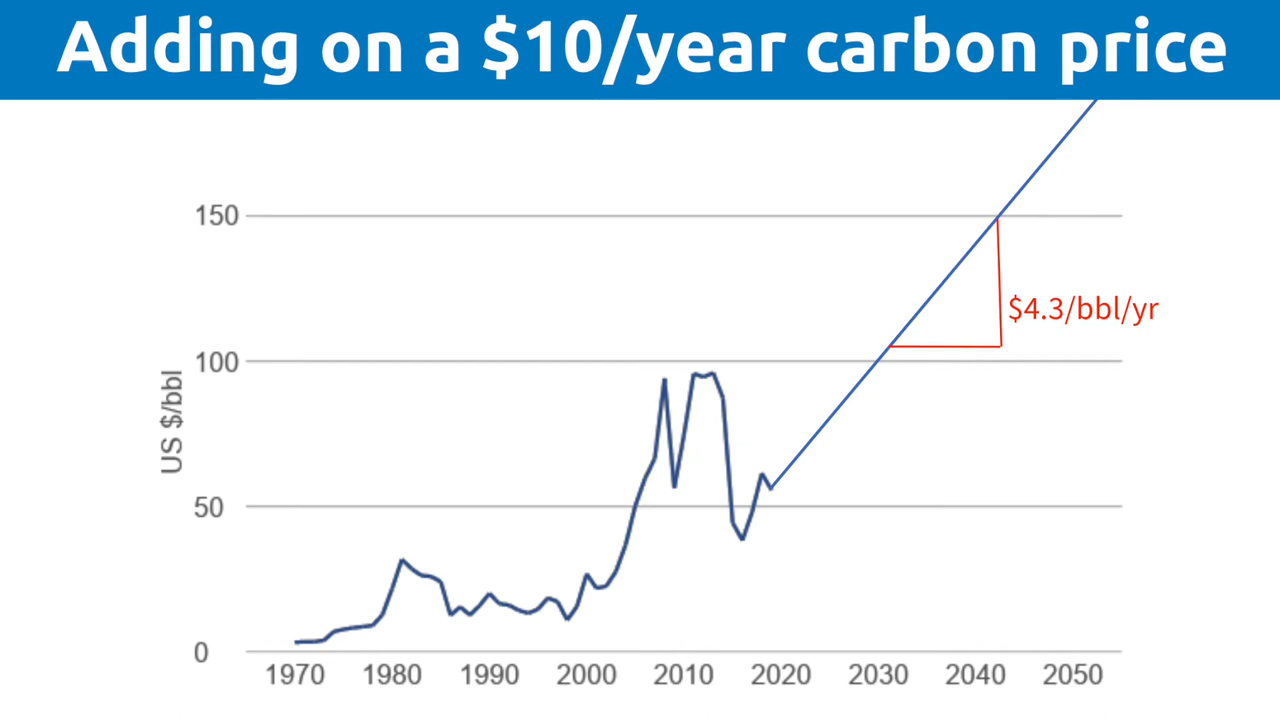 Adding on a $10/year carbon price
150
$4.3/bbl/yr
100
US $/bbl
50
0
1970 1980 1990 2000 2010 2020 2030 2040 2050